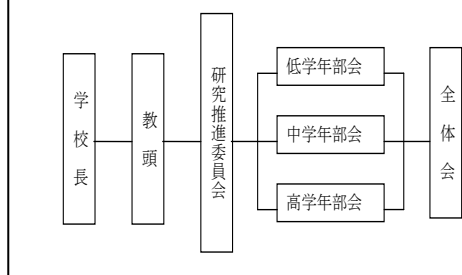 学校長
教頭
研究推進委員会
低学年部会
中学年部会
高学年部会
全体会